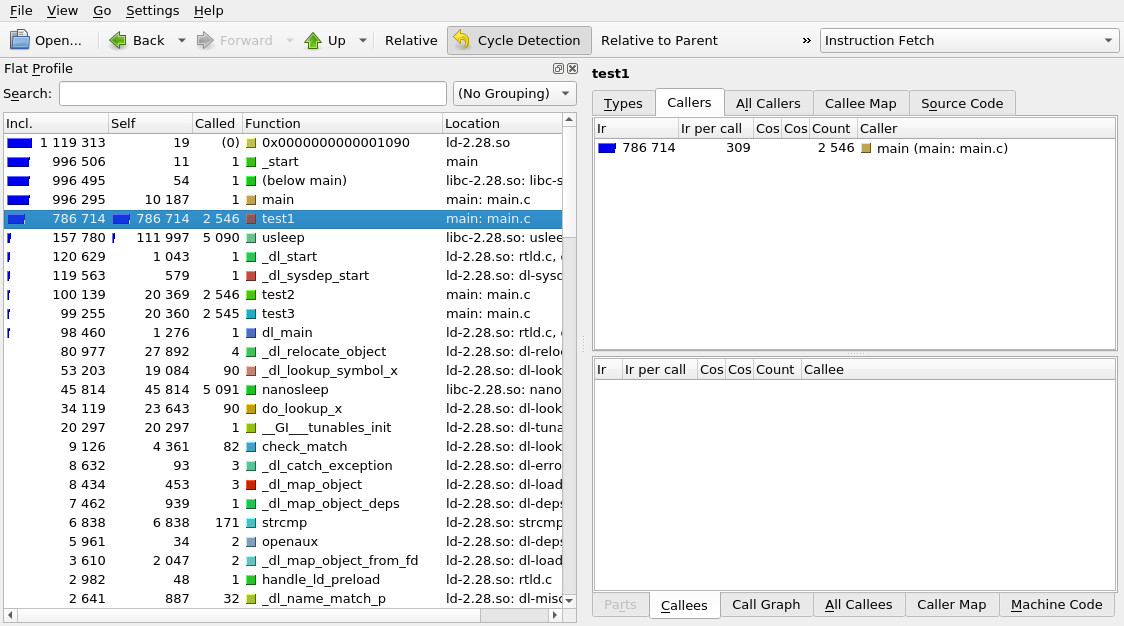 File View Go Settings Help
Open... Back Forward Up Relative Cycle Detection Relative to Parent » Instruction Fetch
Flat Profile
Search: (No Grouping)
Incl. Self Called Function Location
1 119 313 19 (0) 0x0000000000001090 ld-2.28.so
996 506 11 1 _start main
996 495 54 1 (below main) libc-2.28.so: libc-s
996 295 10 187 1 main main: main.c
786 714 786 714 2 546 test1 main: main.c
157 780 111 997 5 090 usleep libc-2.28.so: uslee
120 629 1 043 1 _dl_start ld-2.28.so: rtld.c,
119 563 579 1 _dl_sysdep_start ld-2.28.so: dl-sysd
100 139 20 369 2 546 test2 main: main.c
99 255 20 360 2 545 test3 main: main.c
98 460 1 276 1 dl_main ld-2.28.so: rtld.c,
80 977 27 892 4 _dl_relocate_object ld-2.28.so: dl-relo
53 203 19 084 90 _dl_lookup_symbol_x ld-2.28.so: dl-look
45 814 45 814 5 091 nanosleep libc-2.28.so: nano
34 119 23 643 90 do_lookup_x ld-2.28.so: dl-look
20 297 20 297 1 __GI___tunables_init ld-2.28.so: dl-tuna
9 126 4 361 82 check_match ld-2.28.so: dl-look
8 632 93 3 _dl_catch_exception ld-2.28.so: dl-erro
8 434 453 3 _dl_map_object ld-2.28.so: dl-load
7 462 939 1 _dl_map_object_deps ld-2.28.so: dl-deps
6 838 6 838 171 strcmp ld-2.28.so: strcmp
5 961 34 2 openaux ld-2.28.so: dl-deps
3 610 2 047 2 _dl_map_object_from_fd ld-2.28.so: dl-load
2 982 48 1 handle_ld_preload ld-2.28.so: rtld.c
2 641 887 32 _dl_name_match_p ld-2.28.so: dl-misc
test1
Types Callers All Callers Callee Map Source Code
Ir Ir per call Cos Cos Count Caller
786 714 309 2 546 main (main: main.c)
Ir Ir per call Cos Cos Count Callee
Parts Callees Call Graph All Callees Caller Map Machine Code